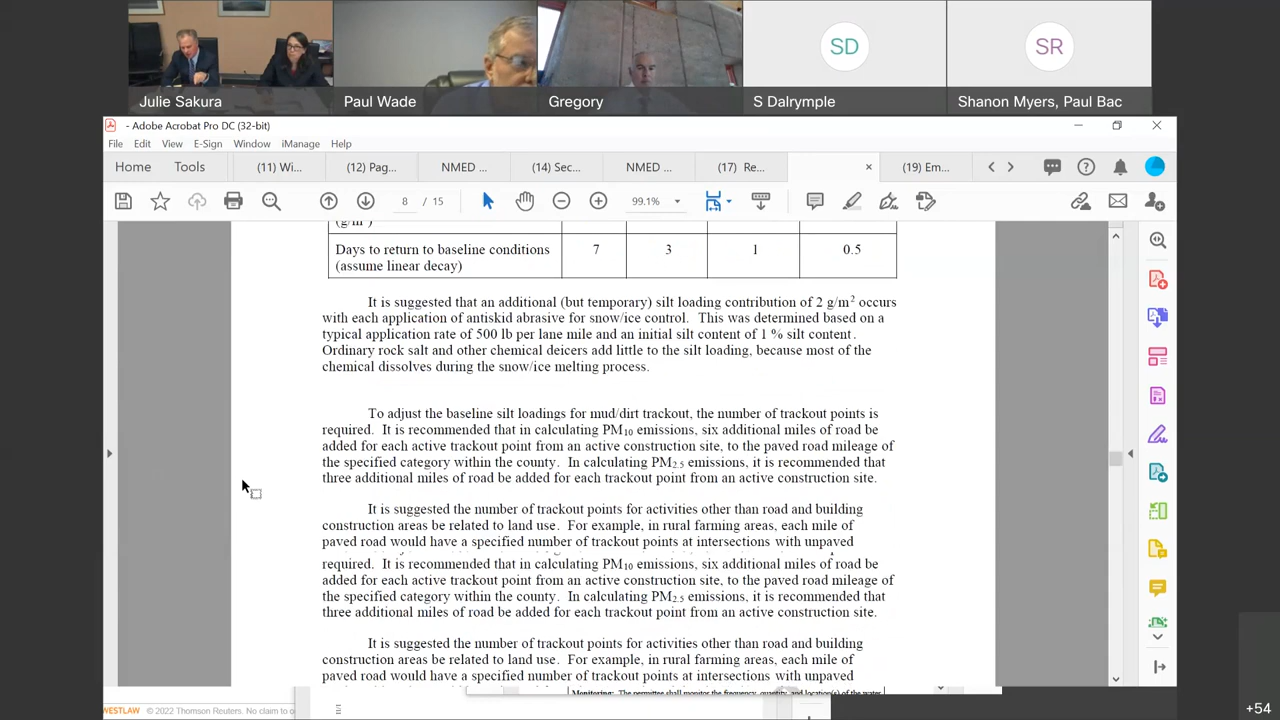 SD
SR
Julie Sakura
Paul Wade
Gregory
S Dalrymple
Shanon Myers, Paul Bac
- Adobe Acrobat Pro DC (32-bit)
File Edit View E-Sign Window iManage Help
Home Tools (11) Wi... (12) Pag... NMED ... (14) Sec... NMED ... (17) Re... (19) Em...
8 / 15 99.1%
(g/m
Days to return to baseline conditions 7 3 1 0.5
(assume linear decay)
It is suggested that an additional (but temporary) silt loading contribution of 2 g/m² occurs
with each application of antiskid abrasive for snow/ice control. This was determined based on a
typical application rate of 500 lb per lane mile and an initial silt content of 1 % silt content.
Ordinary rock salt and other chemical deicers add little to the silt loading, because most of the
chemical dissolves during the snow/ice melting process.
To adjust the baseline silt loadings for mud/dirt trackout, the number of trackout points is
required. It is recommended that in calculating PM₁₀ emissions, six additional miles of road be
added for each active trackout point from an active construction site, to the paved road mileage of
the specified category within the county. In calculating PM₂.₅ emissions, it is recommended that
three additional miles of road be added for each trackout point from an active construction site.
It is suggested the number of trackout points for activities other than road and building
construction areas be related to land use. For example, in rural farming areas, each mile of
paved road would have a specified number of trackout points at intersections with unpaved
required. It is recommended that in calculating PM₁₀ emissions, six additional miles of road be
added for each active trackout point from an active construction site, to the paved road mileage of
the specified category within the county. In calculating PM₂.₅ emissions, it is recommended that
three additional miles of road be added for each trackout point from an active construction site.
It is suggested the number of trackout points for activities other than road and building
construction areas be related to land use. For example, in rural farming areas, each mile of
paved road would have a specified number of trackout points at intersections with unpaved
Monitoring: The permittee shall monitor the frequency, quantity, and location(s) of the water
WESTLAW © 2022 Thomson Reuters. No claim to o
+54